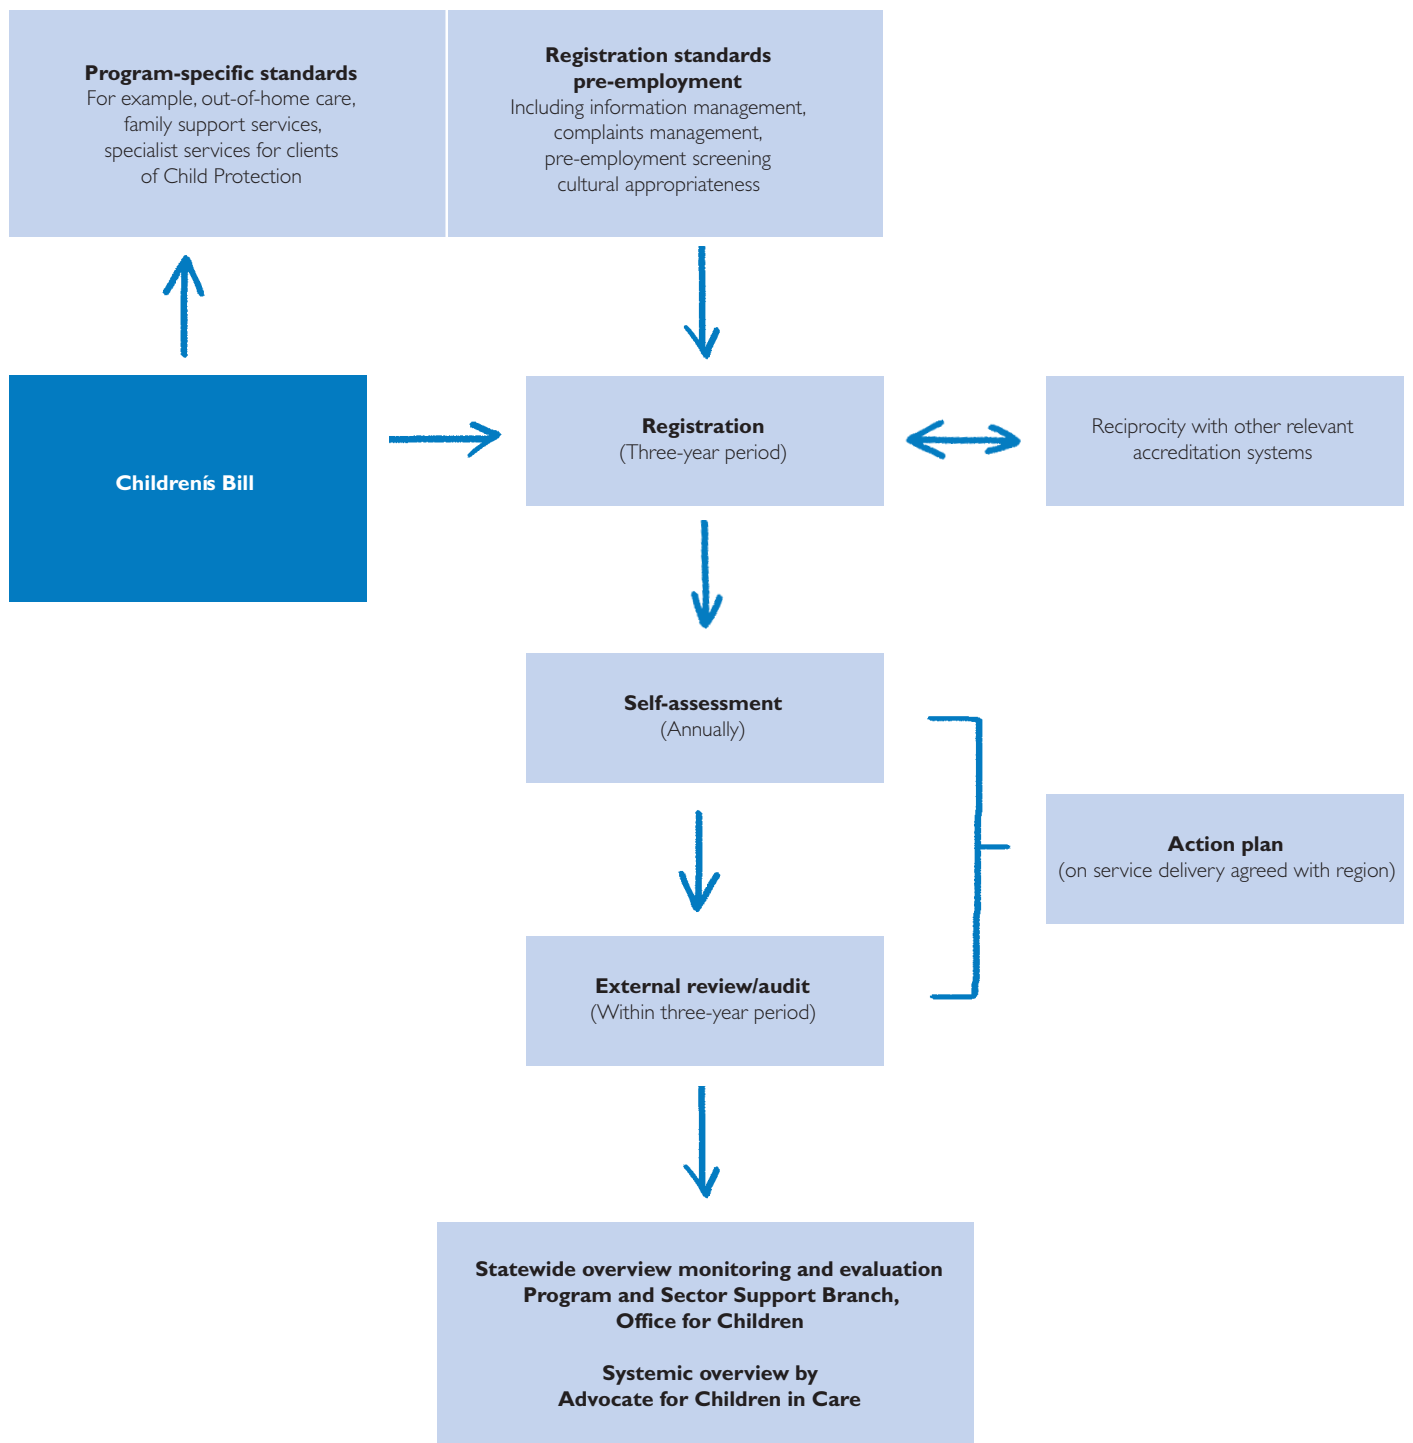 Program-specific standards
For example, out-of-home care,
family support services,
specialist services for clients
of Child Protection
Registration standards
pre-employment
Including information management,
complaints management,
pre-employment screening
cultural appropriateness
Childrenís Bill
Registration
(Three-year period)
Reciprocity with other relevant
accreditation systems
Self-assessment
(Annually)
Action plan
(on service delivery agreed with region)
External review/audit
(Within three-year period)
Statewide overview monitoring and evaluation
Program and Sector Support Branch,
Office for Children
Systemic overview by
Advocate for Children in Care